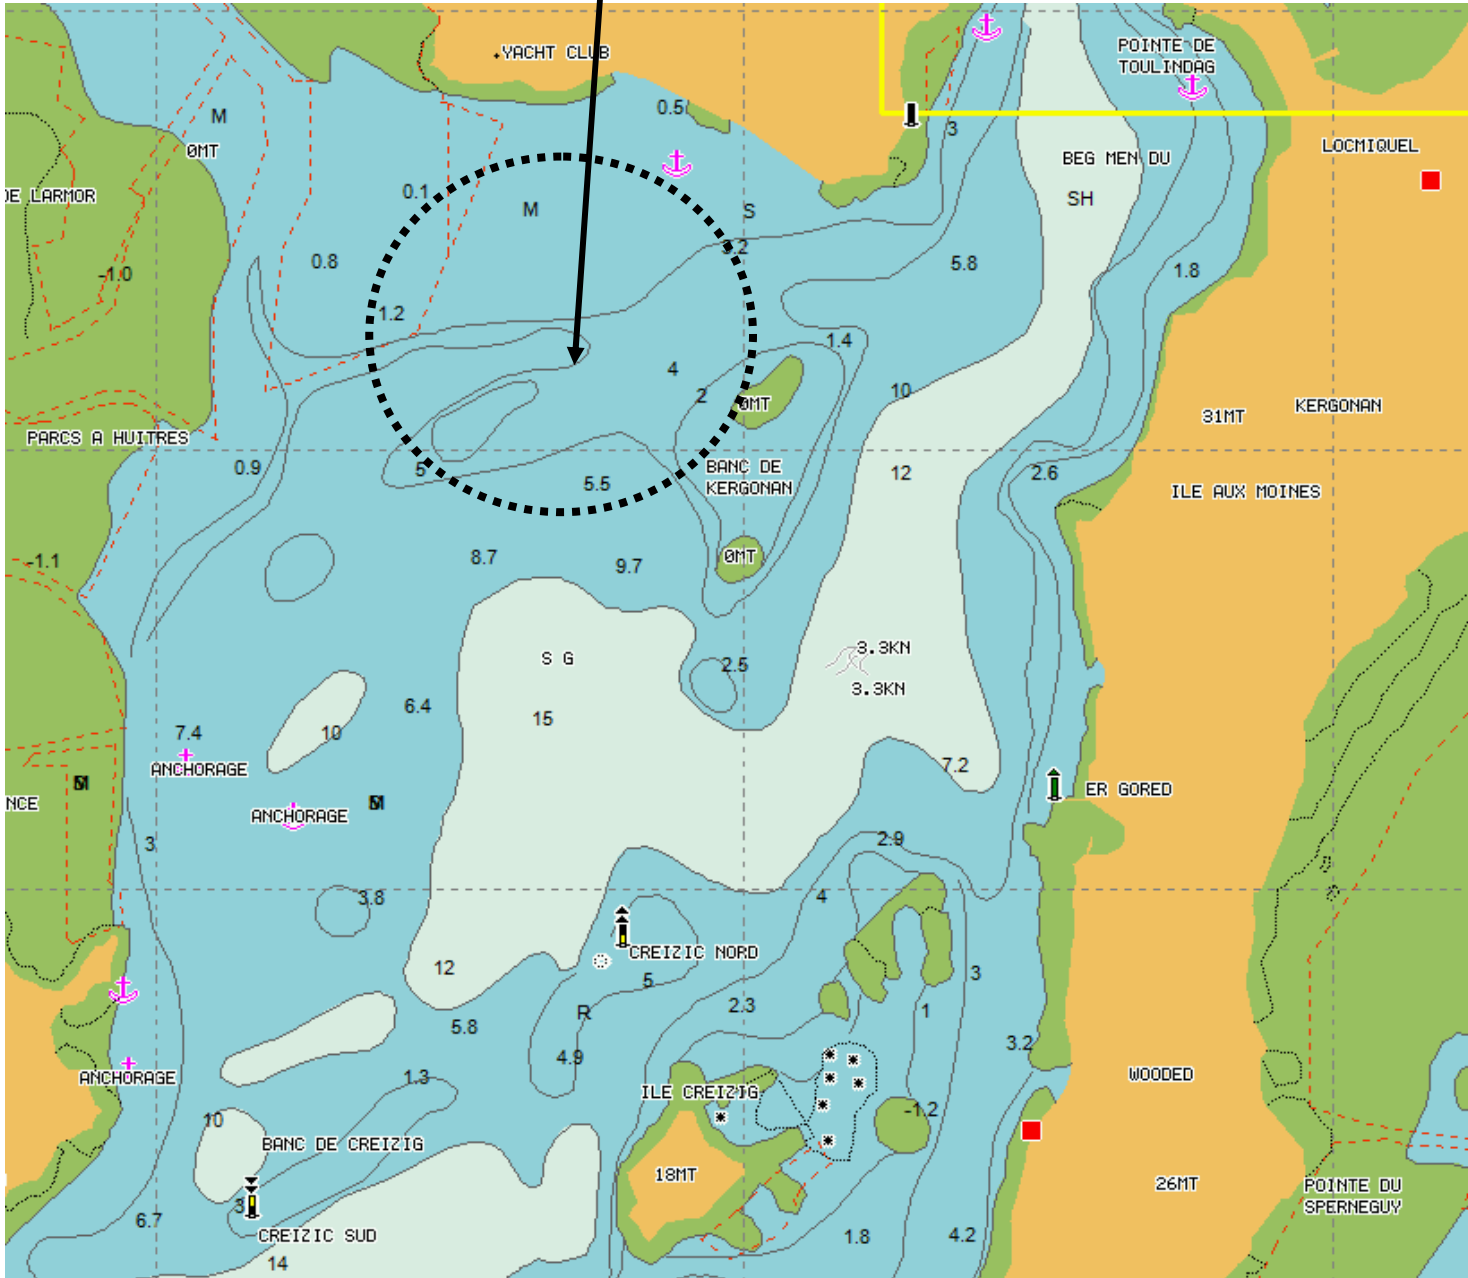 YACHT CLUB
POINTE DE
TOULINDAG
0.5
M
3
0MT
LOCMIQUEL
BEG MEN DU
DE LARMOR
0.1
SH
M
S
3.2
0.8
5.8
1.8
-1.0
1.2
1.4
4
2
10
0MT
KERGONAN
31MT
PARCS A HUITRES
0.9
5
BANC DE
KERGONAN
5.5
12
2.6
ILE AUX MOINES
-1.1
8.7
9.7
0MT
S G
2.5
3.3KN
3.3KN
6.4
15
7.4
10
ANCHORAGE
7.2
ER GORED
NCE
ANCHORAGE
3
2.9
3.8
4
CREIZIC NORD
12
5
3
R
2.3
1
5.8
3.2
4.9
ANCHORAGE
1.3
ILE CREIZIG
WOODED
-1.2
10
BANC DE CREIZIG
18MT
26MT
POINTE DU
SPERNEGUY
3
6.7
CREIZIC SUD
1.8
4.2
14